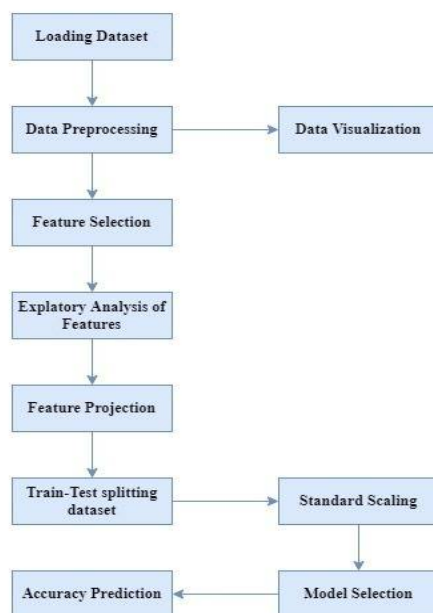 Loading Dataset
Data Preprocessing
Data Visualization
Feature Selection
Explatory Analysis of
Features
Feature Projection
Train-Test splitting
dataset
Standard Scaling
Accuracy Prediction
Model Selection